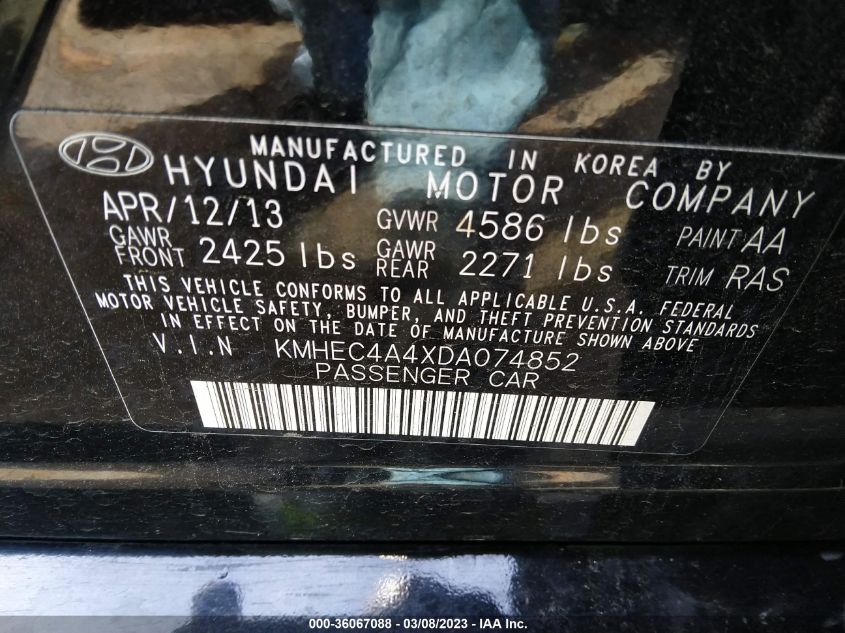 MANUFACTURED IN KOREA BY
HYUNDAI MOTOR COMPANY
APR/12/13 GVWR 4586 lbs PAINT AA
GAWR FRONT 2425 lbs GAWR REAR 2271 lbs TRIM RAS
THIS VEHICLE CONFORMS TO ALL APPLICABLE U.S.A. FEDERAL
MOTOR VEHICLE SAFETY, BUMPER, AND THEFT PREVENTION STANDARDS
IN EFFECT ON THE DATE OF MANUFACTURE SHOWN ABOVE.
V.I.N KMHEC4A4XDA074852
PASSENGER CAR
000-36067088 - 03/08/2023 - IAA Inc.